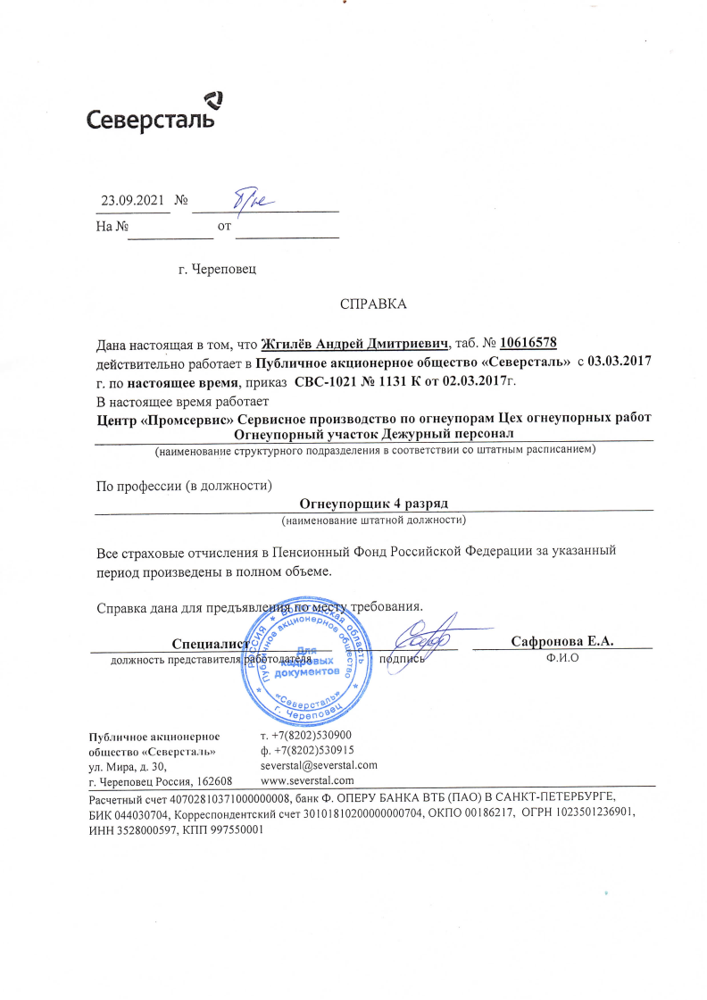 Северсталь
23.09.2021 №
На № от
г. Череповец
СПРАВКА
Дана настоящая в том, что Жгилёв Андрей Дмитриевич, таб. № 10616578
действительно работает в Публичное акционерное общество «Северсталь» с 03.03.2017
г. по настоящее время, приказ СВС-1021 № 1131 К от 02.03.2017г.
В настоящее время работает
Центр «Промсервис» Сервисное производство по огнеупорам Цех огнеупорных работ
Огнеупорный участок Дежурный персонал
(наименование структурного подразделения в соответствии со штатным расписанием)
По профессии (в должности)
Огнеупорщик 4 разряд
(наименование штатной должности)
Все страховые отчисления в Пенсионный Фонд Российской Федерации за указанный
период произведены в полном объеме.
Справка дана для предъявления по месту требования.
Специалист Сафронова Е.А.
должность представителя работодателя подпись Ф.И.О
РОССИЯ * Вологодская область *
Публичное акционерное общество
«Северсталь»
г. Череповец
Для
кадровых
документов
Публичное акционерное т. +7(8202)530900
общество «Северсталь» ф. +7(8202)530915
ул. Мира, д. 30, severstal@severstal.com
г. Череповец Россия, 162608 www.severstal.com
Расчетный счет 40702810371000000008, банк Ф. ОПЕРУ БАНКА ВТБ (ПАО) В САНКТ-ПЕТЕРБУРГЕ,
БИК 044030704, Корреспондентский счет 30101810200000000704, ОКПО 00186217, ОГРН 1023501236901,
ИНН 3528000597, КПП 997550001